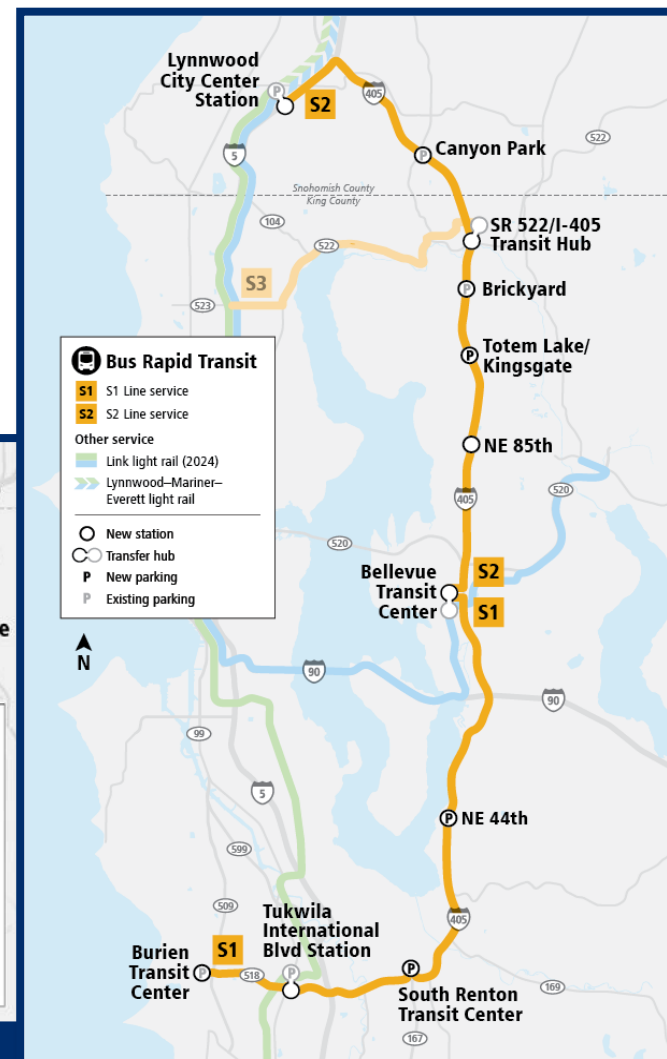 Lynnwood
City Center
Station
P
S2
405
Canyon Park
P
522
5
Snohomish County
King County
104
SR 522/I-405
Transit Hub
522
S3
523
P
Brickyard
Bus Rapid Transit
S1 S1 Line service
S2 S2 Line service
Other service
Link light rail (2024)
Lynnwood–Mariner–
Everett light rail
New station
Transfer hub
P New parking
P Existing parking
P
Totem Lake/
Kingsgate
NE 85th
405
520
520
Bellevue
Transit
Center
S2
S1
e
N
90
90
99
5
P
NE 44th
599
509
405
Tukwila
International
Blvd Station
Burien
Transit
Center
P
S1
518
P
P
South Renton
Transit Center
169
167